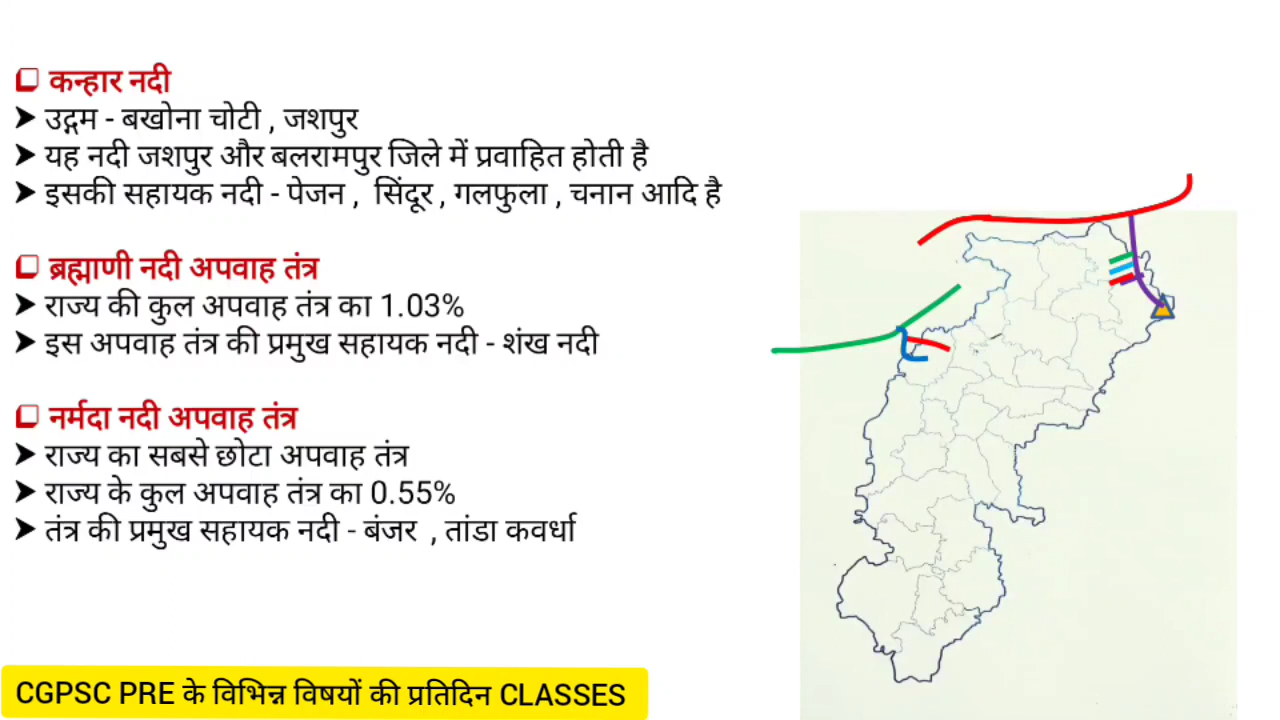 ❑ कन्हार नदी
➤ उद्गम - बखोना चोटी , जशपुर
➤ यह नदी जशपुर और बलरामपुर जिले में प्रवाहित होती है
➤ इसकी सहायक नदी - पेजन , सिंदूर , गलफुला , चनान आदि है
❑ ब्रह्माणी नदी अपवाह तंत्र
➤ राज्य की कुल अपवाह तंत्र का 1.03%
➤ इस अपवाह तंत्र की प्रमुख सहायक नदी - शंख नदी
❑ नर्मदा नदी अपवाह तंत्र
➤ राज्य का सबसे छोटा अपवाह तंत्र
➤ राज्य के कुल अपवाह तंत्र का 0.55%
➤ तंत्र की प्रमुख सहायक नदी - बंजर , तांडा कवर्धा
CGPSC PRE के विभिन्न विषयों की प्रतिदिन CLASSES